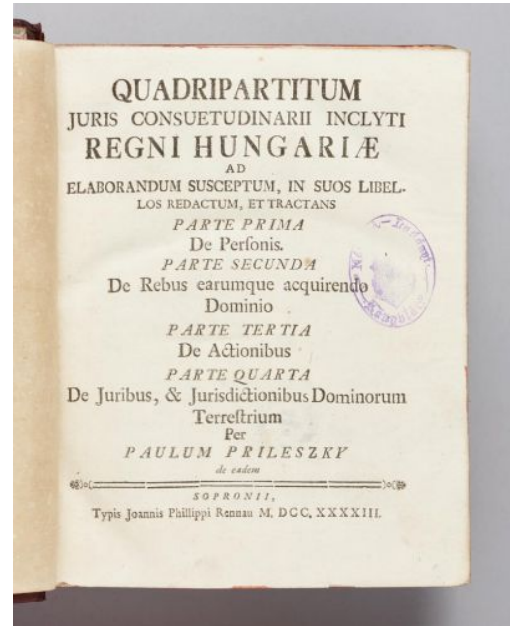 QUADRIPARTITUM
JURIS CONSUETUDINARII INCLYTI
REGNI HUNGARIÆ
AD
ELABORANDUM SUSCEPTUM, IN SUOS LIBEL-
LOS REDACTUM, ET TRACTANS
PARTE PRIMA
De Perſonis.
PARTE SECUNDA
De Rebus earumque acquirendo
Dominio
PARTE TERTIA
De Actionibus
PARTE QUARTA
De Juribus, & Jurisdictionibus Dominorum
Terreſtrium
Per
PAULUM PRILESZKY
de eadem
SOPRONII,
Typis Joannis Phillippi Rennau M. DCC. XXXXIII.